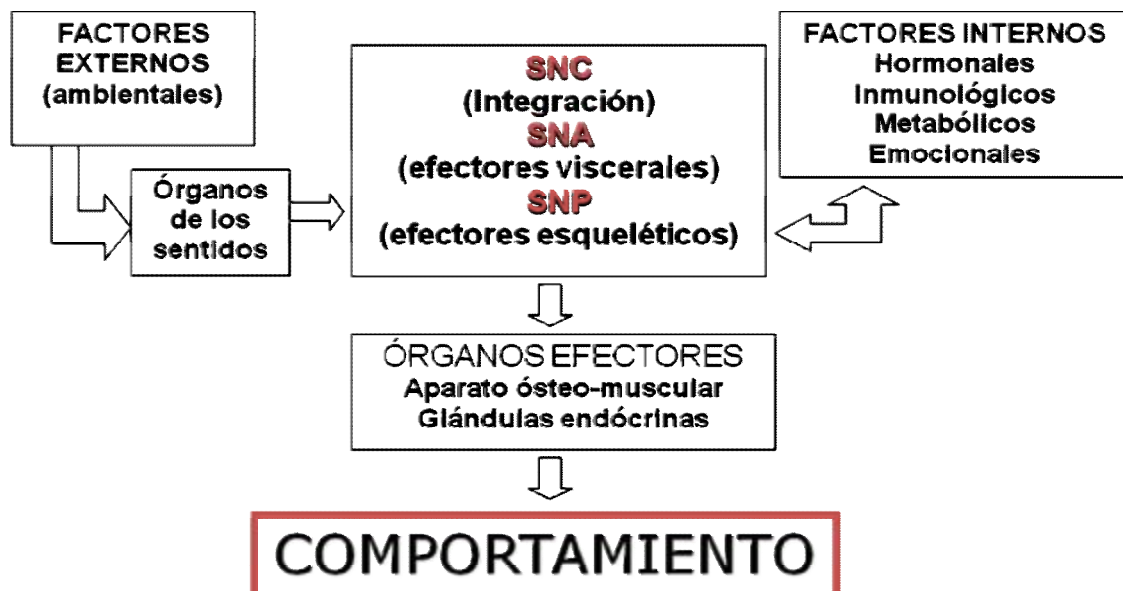 FACTORES
EXTERNOS
(ambientales)
Órganos
de los
sentidos
SNC
(Integración)
SNA
(efectores viscerales)
SNP
(efectores esqueléticos)
FACTORES INTERNOS
Hormonales
Inmunológicos
Metabólicos
Emocionales
ÓRGANOS EFECTORES
Aparato ósteo-muscular
Glándulas endócrinas
COMPORTAMIENTO